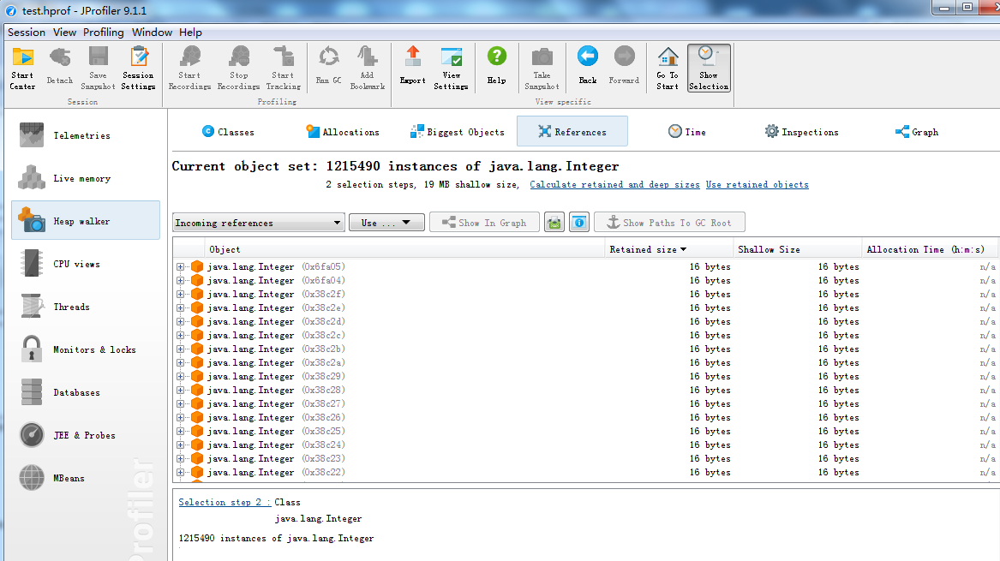 test.hprof - JProfiler 9.1.1
Session View Profiling Window Help
Start Center
Detach
Save Snapshot
Session Settings
Start Recordings
Stop Recordings
Start Tracking
Run GC
Add Bookmark
Export
View Settings
Help
Take Snapshot
Back
Forward
Go To Start
Show Selection
Session
Profiling
View specific
Telemetries
Live memory
Heap walker
CPU views
Threads
Monitors & locks
Databases
JEE & Probes
MBeans
Profiler
Classes Allocations Biggest Objects References Time Inspections Graph
Current object set: 1215490 instances of java.lang.Integer
2 selection steps, 19 MB shallow size, Calculate retained and deep sizes Use retained objects
Incoming references Use ... Show In Graph Show Paths To GC Root
Object Retained size Shallow Size Allocation Time (h:m:s)
java.lang.Integer (0x6fa05) 16 bytes 16 bytes n/a
java.lang.Integer (0x6fa04) 16 bytes 16 bytes n/a
java.lang.Integer (0x38c2f) 16 bytes 16 bytes n/a
java.lang.Integer (0x38c2e) 16 bytes 16 bytes n/a
java.lang.Integer (0x38c2d) 16 bytes 16 bytes n/a
java.lang.Integer (0x38c2c) 16 bytes 16 bytes n/a
java.lang.Integer (0x38c2b) 16 bytes 16 bytes n/a
java.lang.Integer (0x38c2a) 16 bytes 16 bytes n/a
java.lang.Integer (0x38c29) 16 bytes 16 bytes n/a
java.lang.Integer (0x38c28) 16 bytes 16 bytes n/a
java.lang.Integer (0x38c27) 16 bytes 16 bytes n/a
java.lang.Integer (0x38c26) 16 bytes 16 bytes n/a
java.lang.Integer (0x38c25) 16 bytes 16 bytes n/a
java.lang.Integer (0x38c24) 16 bytes 16 bytes n/a
java.lang.Integer (0x38c23) 16 bytes 16 bytes n/a
java.lang.Integer (0x38c22) 16 bytes 16 bytes n/a
Selection step 2 : Class
java.lang.Integer
1215490 instances of java.lang.Integer